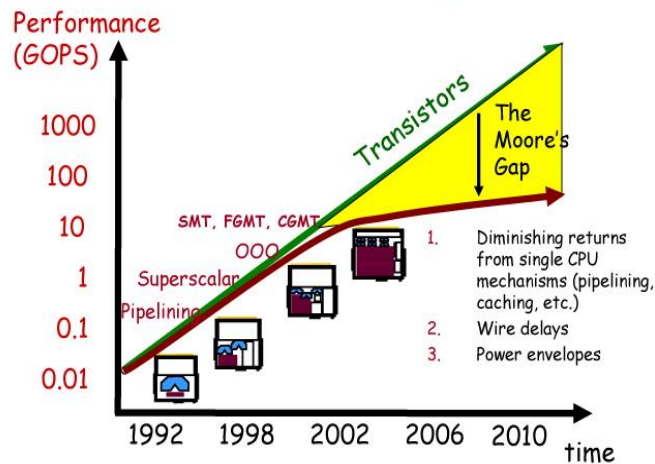 Performance
(GOPS)
1000
100
10
1
0.1
0.01
Transistors
The
Moore's
Gap
SMT, FGMT, CGMT
OOO
Superscalar
Pipelining
1. Diminishing returns
from single CPU
mechanisms (pipelining,
caching, etc.)
2. Wire delays
3. Power envelopes
1992 1998 2002 2006 2010
time